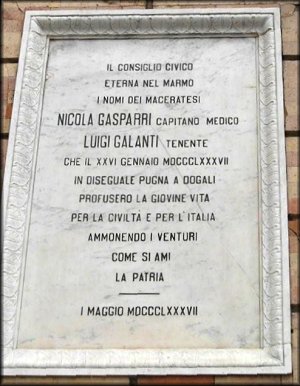 IL CONSIGLIO CIVICO
ETERNA NEL MARMO
I NOMI DEI MACERATESI
NICOLA GASPARRI CAPITANO MEDICO
LUIGI GALANTI TENENTE
CHE IL XXVI GENNAIO MDCCCLXXXVII
IN DISEGUALE PUGNA A DOGALI
PROFUSERO LA GIOVINE VITA
PER LA CIVILTÀ E PER L'ITALIA
AMMONENDO I VENTURI
COME SI AMI
LA PATRIA
I MAGGIO MDCCCLXXXVII